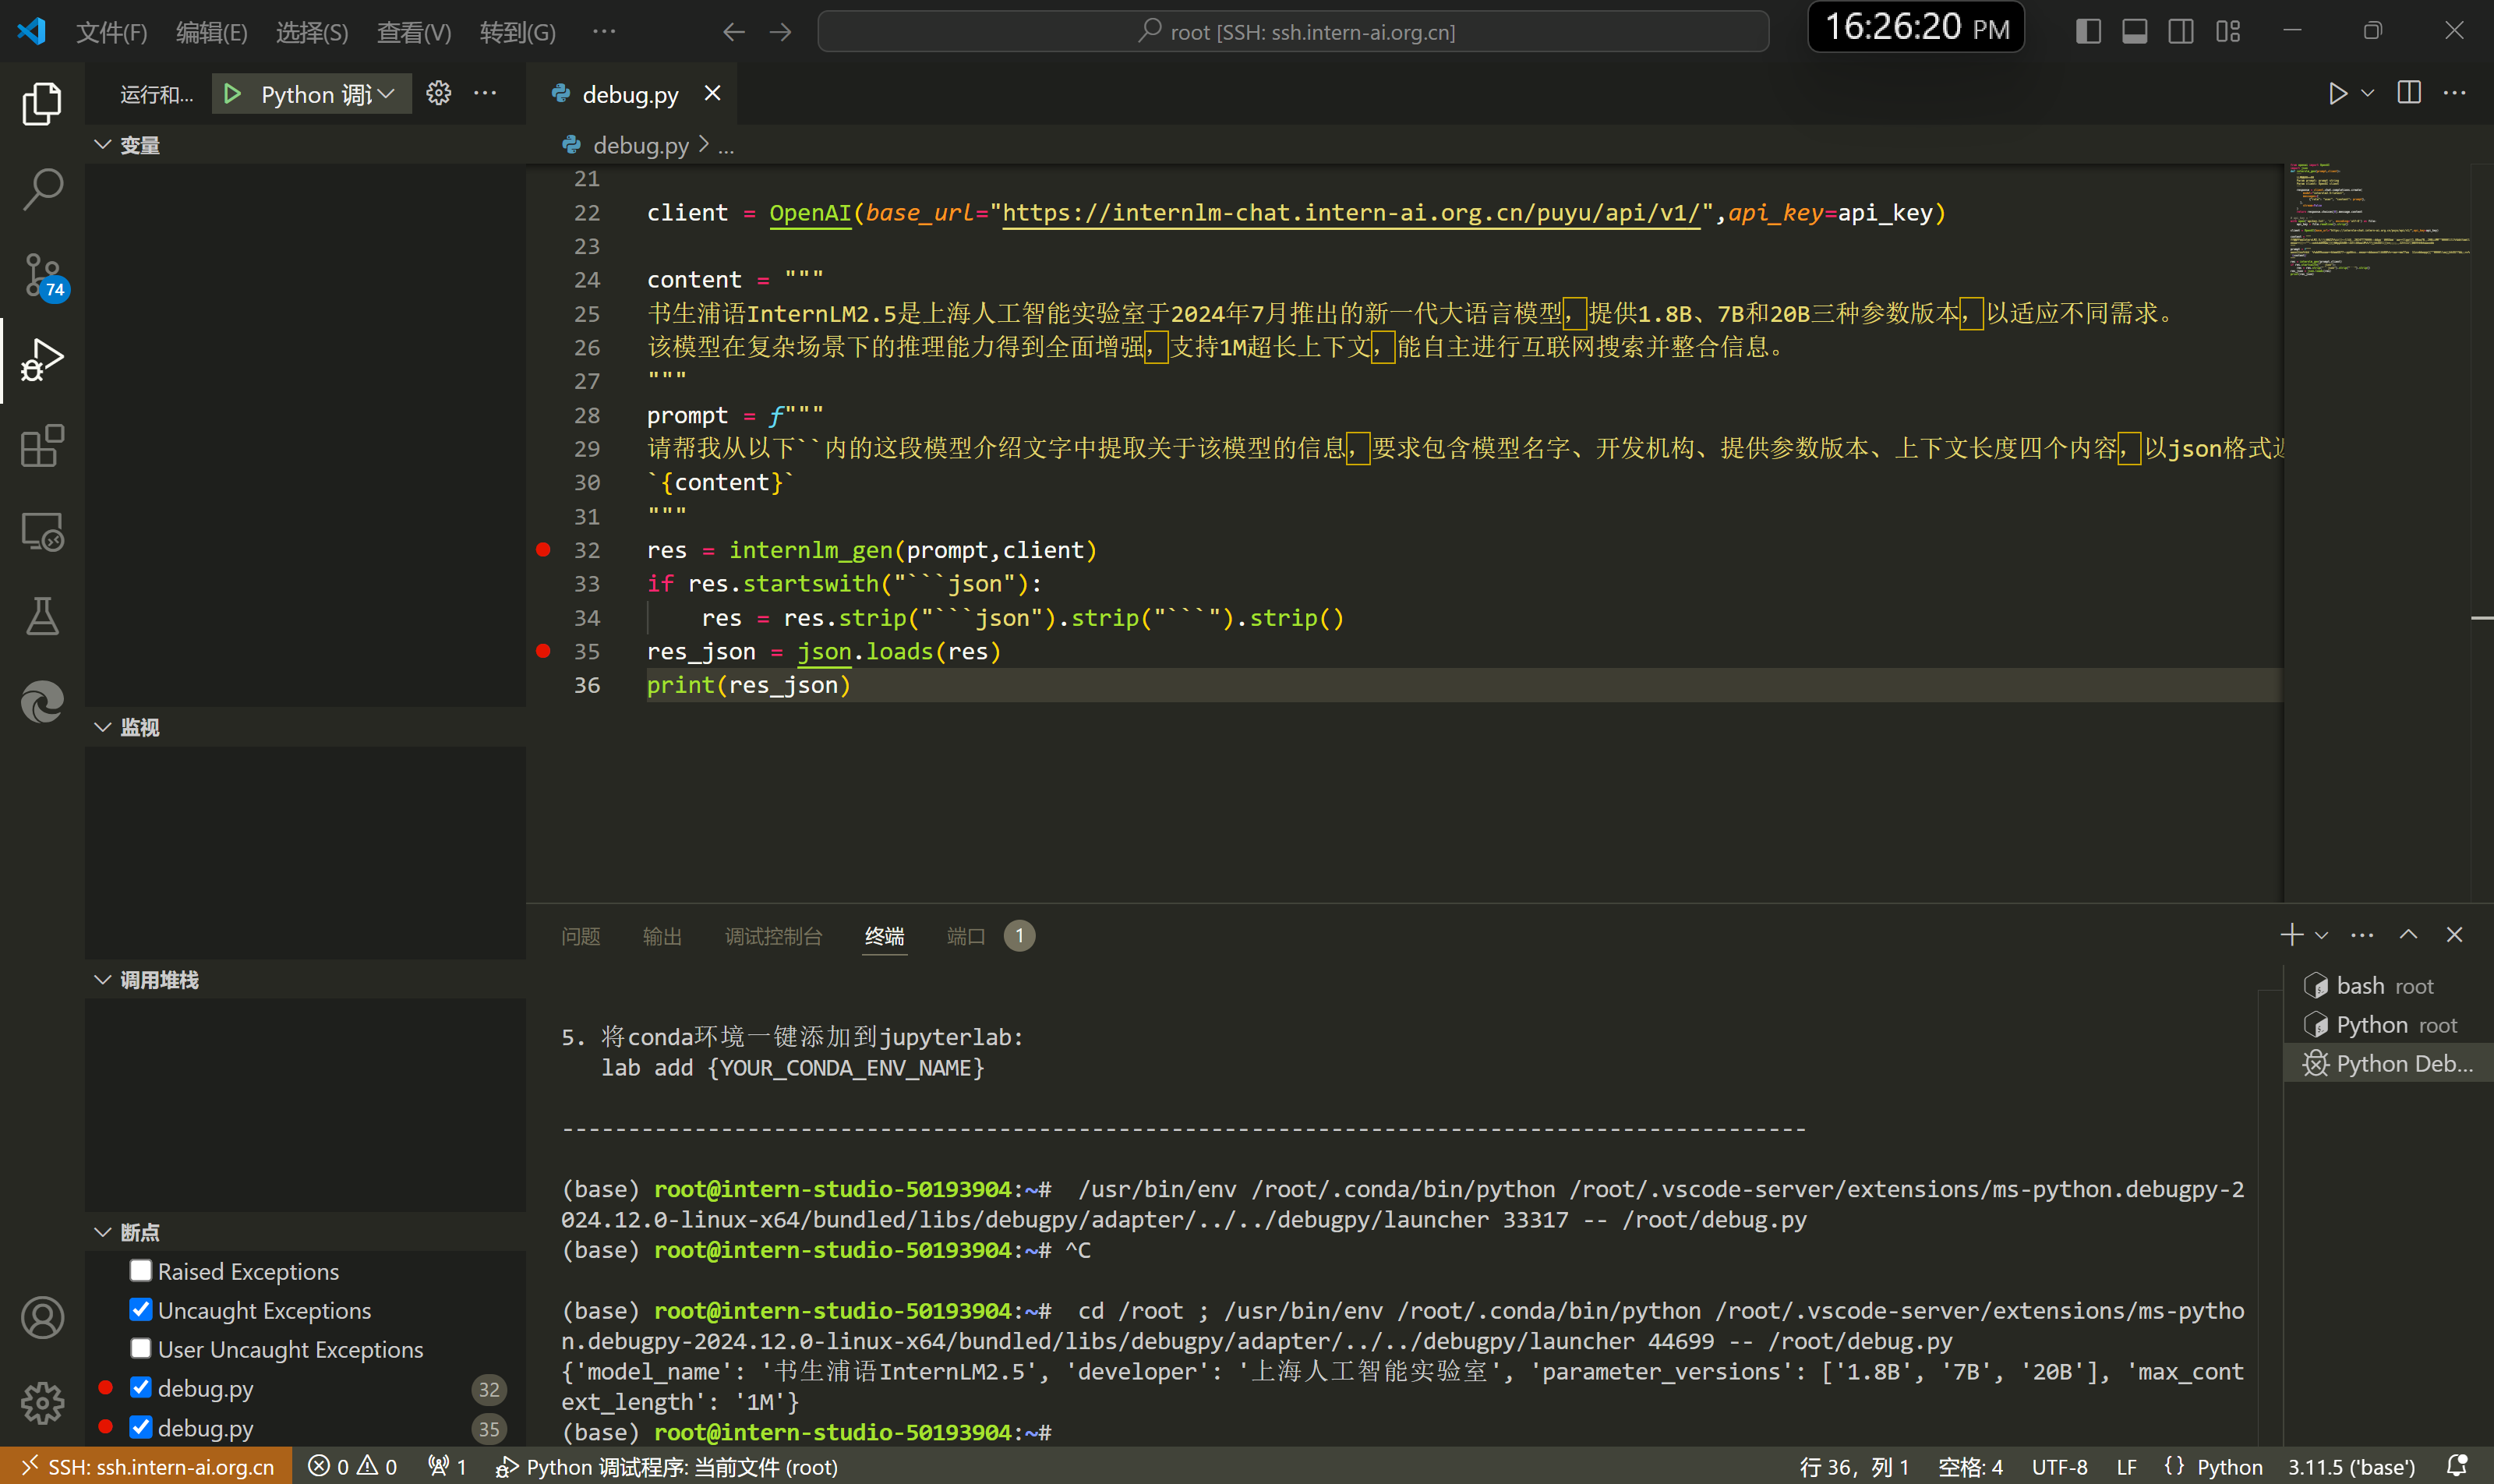 文件(F) 编辑(E) 选择(S) 查看(V) 转到(G) ···
root [SSH: ssh.intern-ai.org.cn]
16:26:20 PM
运行和... Python 调 ···
debug.py
debug.py > ...
74
变量
监视
调用堆栈
断点
Raised Exceptions
Uncaught Exceptions
User Uncaught Exceptions
debug.py 32
debug.py 35
21
22 client = OpenAI(base_url="https://internlm-chat.intern-ai.org.cn/puyu/api/v1/",api_key=api_key)
23
24 content = """
25 书生浦语InternLM2.5是上海人工智能实验室于2024年7月推出的新一代大语言模型，提供1.8B、7B和20B三种参数版本，以适应不同需求。
26 该模型在复杂场景下的推理能力得到全面增强，支持1M超长上下文，能自主进行互联网搜索并整合信息。
27 """
28 prompt = f"""
29 请帮我从以下``内的这段模型介绍文字中提取关于该模型的信息，要求包含模型名字、开发机构、提供参数版本、上下文长度四个内容，以json格式
30 `{content}`
31 """
32 res = internlm_gen(prompt,client)
33 if res.startswith("```json"):
34     res = res.strip("```json").strip("```").strip()
35 res_json = json.loads(res)
36 print(res_json)
问题 输出 调试控制台 终端 端口 1
bash root
Python root
Python Deb...
5. 将conda环境一键添加到jupyterlab:
lab add {YOUR_CONDA_ENV_NAME}
----------------------------------------------------------------------------------------------
(base) root@intern-studio-50193904:~#  /usr/bin/env /root/.conda/bin/python /root/.vscode-server/extensions/ms-python.debugpy-2
024.12.0-linux-x64/bundled/libs/debugpy/adapter/../../debugpy/launcher 33317 -- /root/debug.py
(base) root@intern-studio-50193904:~# ^C
(base) root@intern-studio-50193904:~#  cd /root ; /usr/bin/env /root/.conda/bin/python /root/.vscode-server/extensions/ms-pytho
n.debugpy-2024.12.0-linux-x64/bundled/libs/debugpy/adapter/../../debugpy/launcher 44699 -- /root/debug.py
{'model_name': '书生浦语InternLM2.5', 'developer': '上海人工智能实验室', 'parameter_versions': ['1.8B', '7B', '20B'], 'max_cont
ext_length': '1M'}
(base) root@intern-studio-50193904:~#
SSH: ssh.intern-ai.org.cn 0 0 1 Python 调试程序: 当前文件 (root) 行 36，列 1 空格: 4 UTF-8 LF {} Python 3.11.5 ('base')